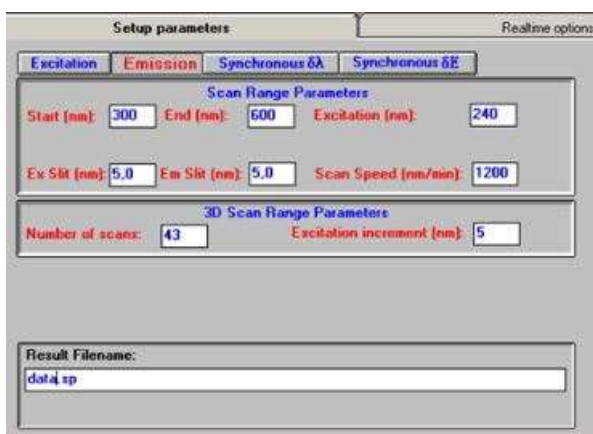 Setup parameters Realtime options
Excitation Emission Synchronous δλ Synchronous δE
Scan Range Parameters
Start (nm): 300 End (nm): 600 Excitation (nm): 240
Ex Slit (nm): 5,0 Em Slit (nm): 5,0 Scan Speed (nm/min): 1200
3D Scan Range Parameters
Number of scans: 43 Excitation increment (nm): 5
Result Filename:
data.sp